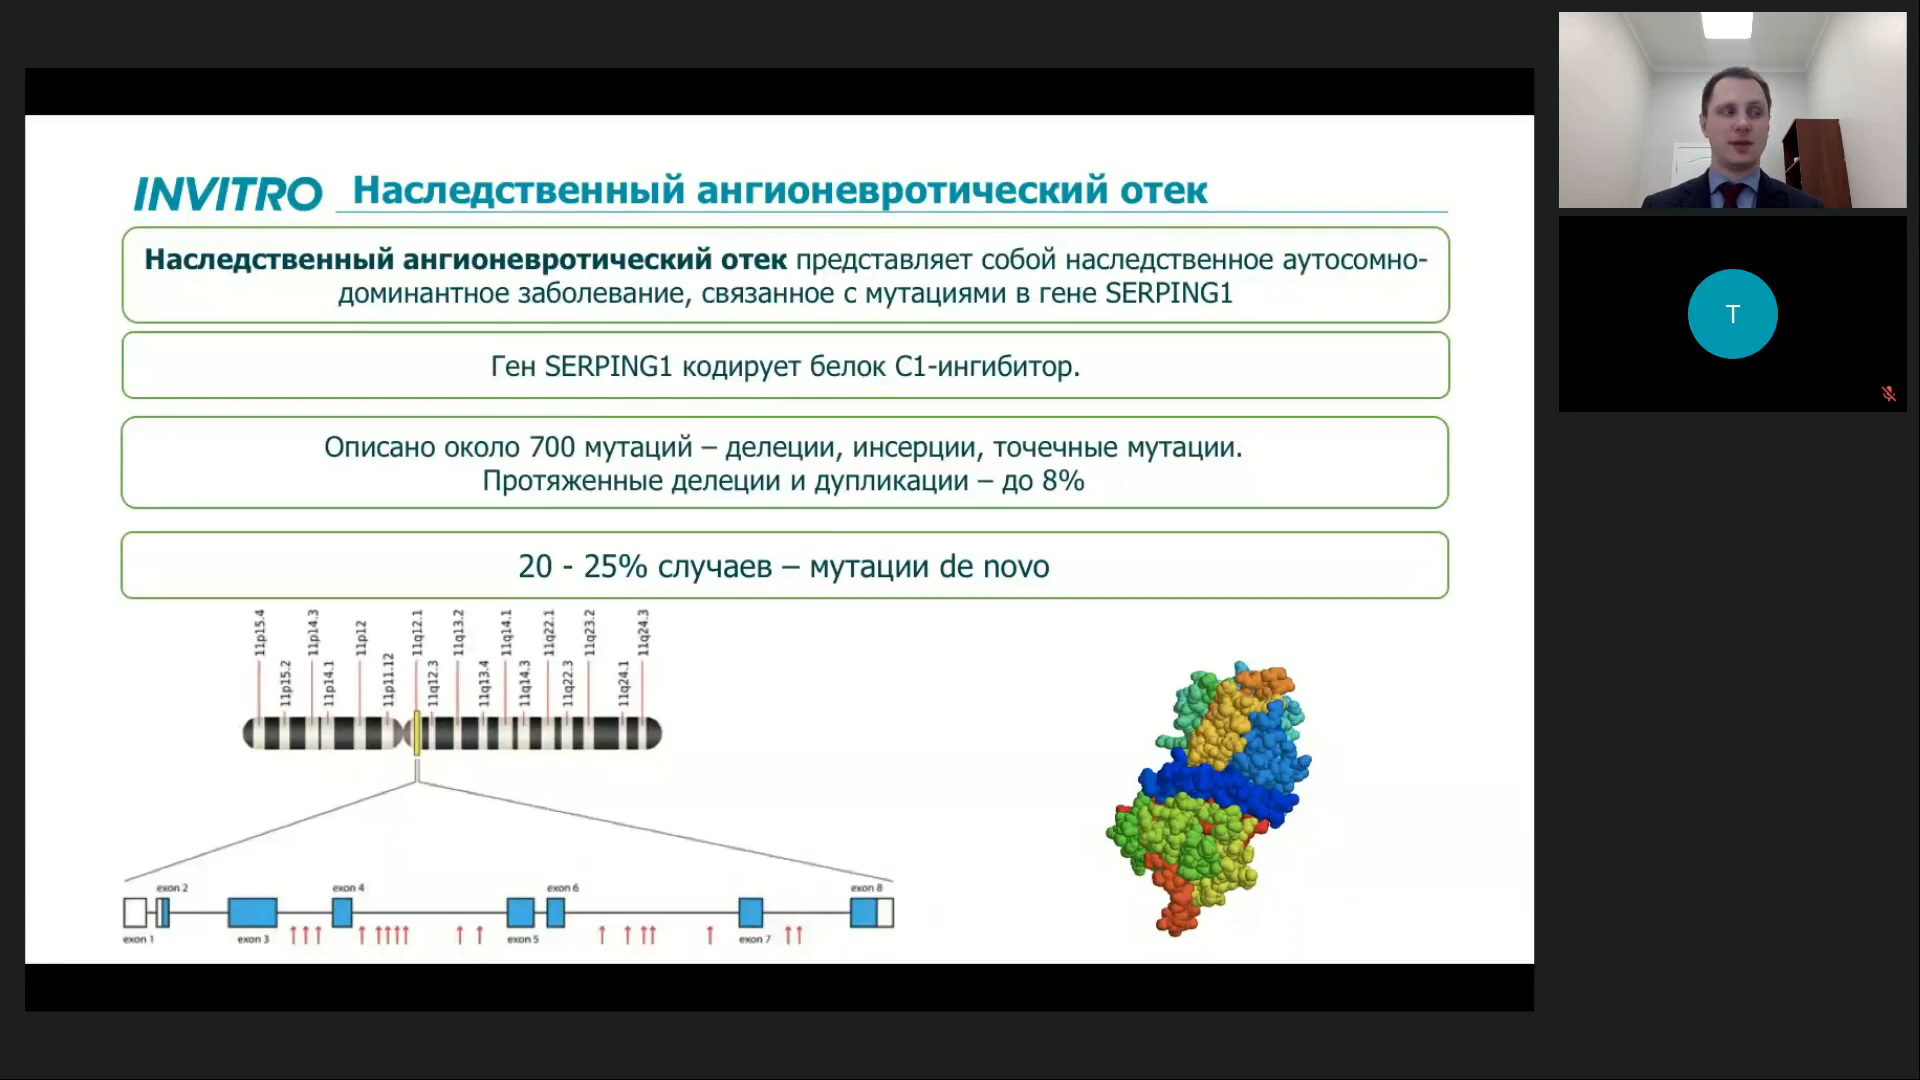 INVITRO Наследственный ангионевротический отек
Наследственный ангионевротический отек представляет собой наследственное аутосомно-
доминантное заболевание, связанное с мутациями в гене SERPING1
Ген SERPING1 кодирует белок C1-ингибитор.
Описано около 700 мутаций – делеции, инсерции, точечные мутации.
Протяженные делеции и дупликации – до 8%
20 - 25% случаев – мутации de novo
11p15.4 11p14.3 11p12 11q12.1 11q13.2 11q14.1 11q22.1 11q23.2 11q24.3
11p15.2 11p14.1 11p11.12 11q12.3 11q13.4 11q14.3 11q22.3 11q24.1
exon 2 exon 4 exon 6 exon 8
exon 1 exon 3 exon 5 exon 7
T